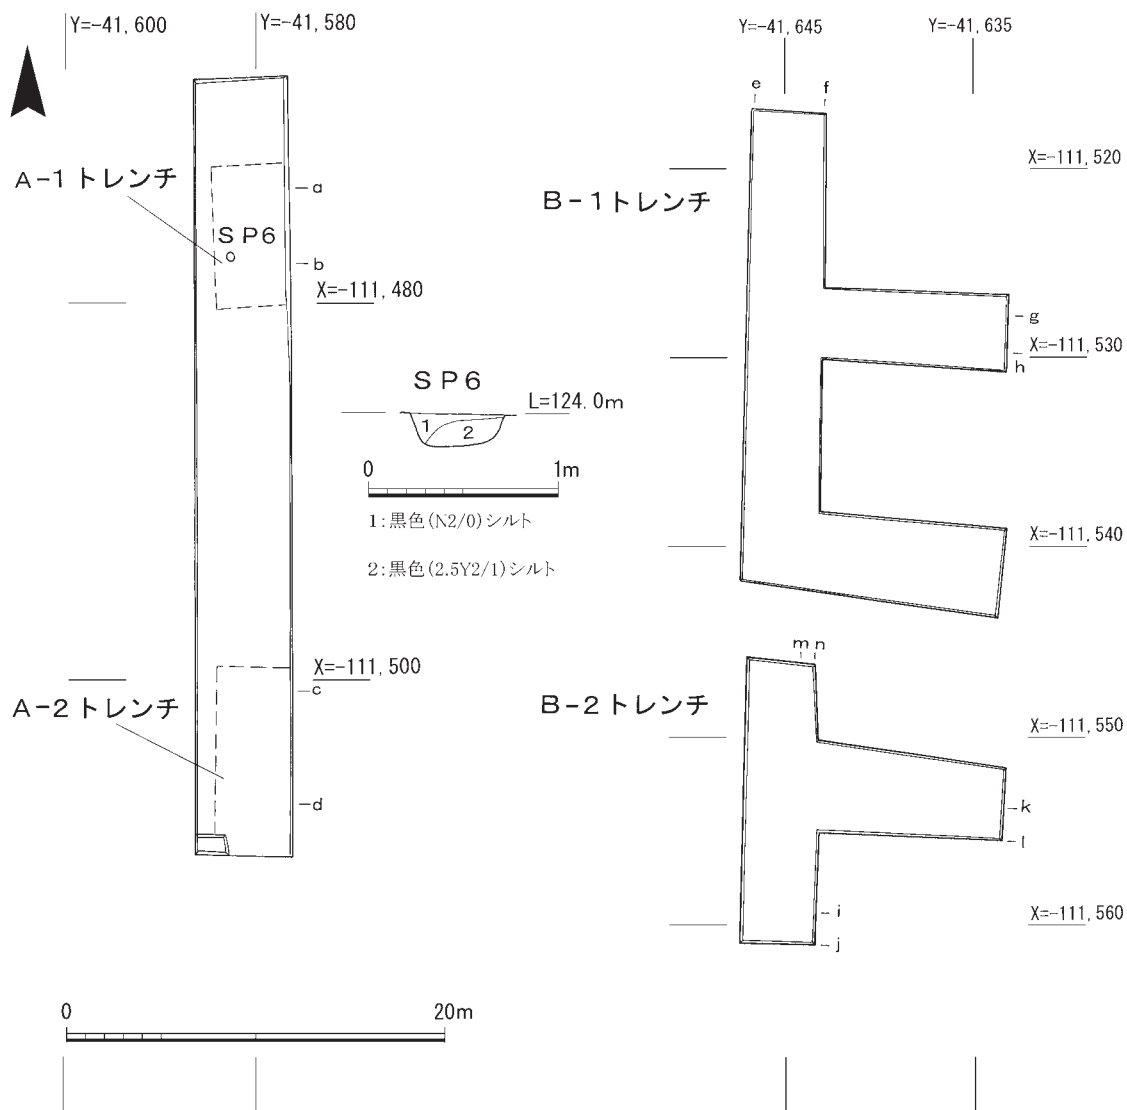 Y=-41,600
Y=-41,580
Y=-41,645
Y=-41,635
e
f
A-1トレンチ
a
SP6
b
X=-111,480
X=-111,520
B-1トレンチ
g
X=-111,530
h
SP6
L=124.0m
1
2
0
1m
1:黒色(N2/0)シルト
2:黒色(2.5Y2/1)シルト
X=-111,540
m
n
X=-111,500
c
A-2トレンチ
d
B-2トレンチ
X=-111,550
k
l
i
j
X=-111,560
0
20m